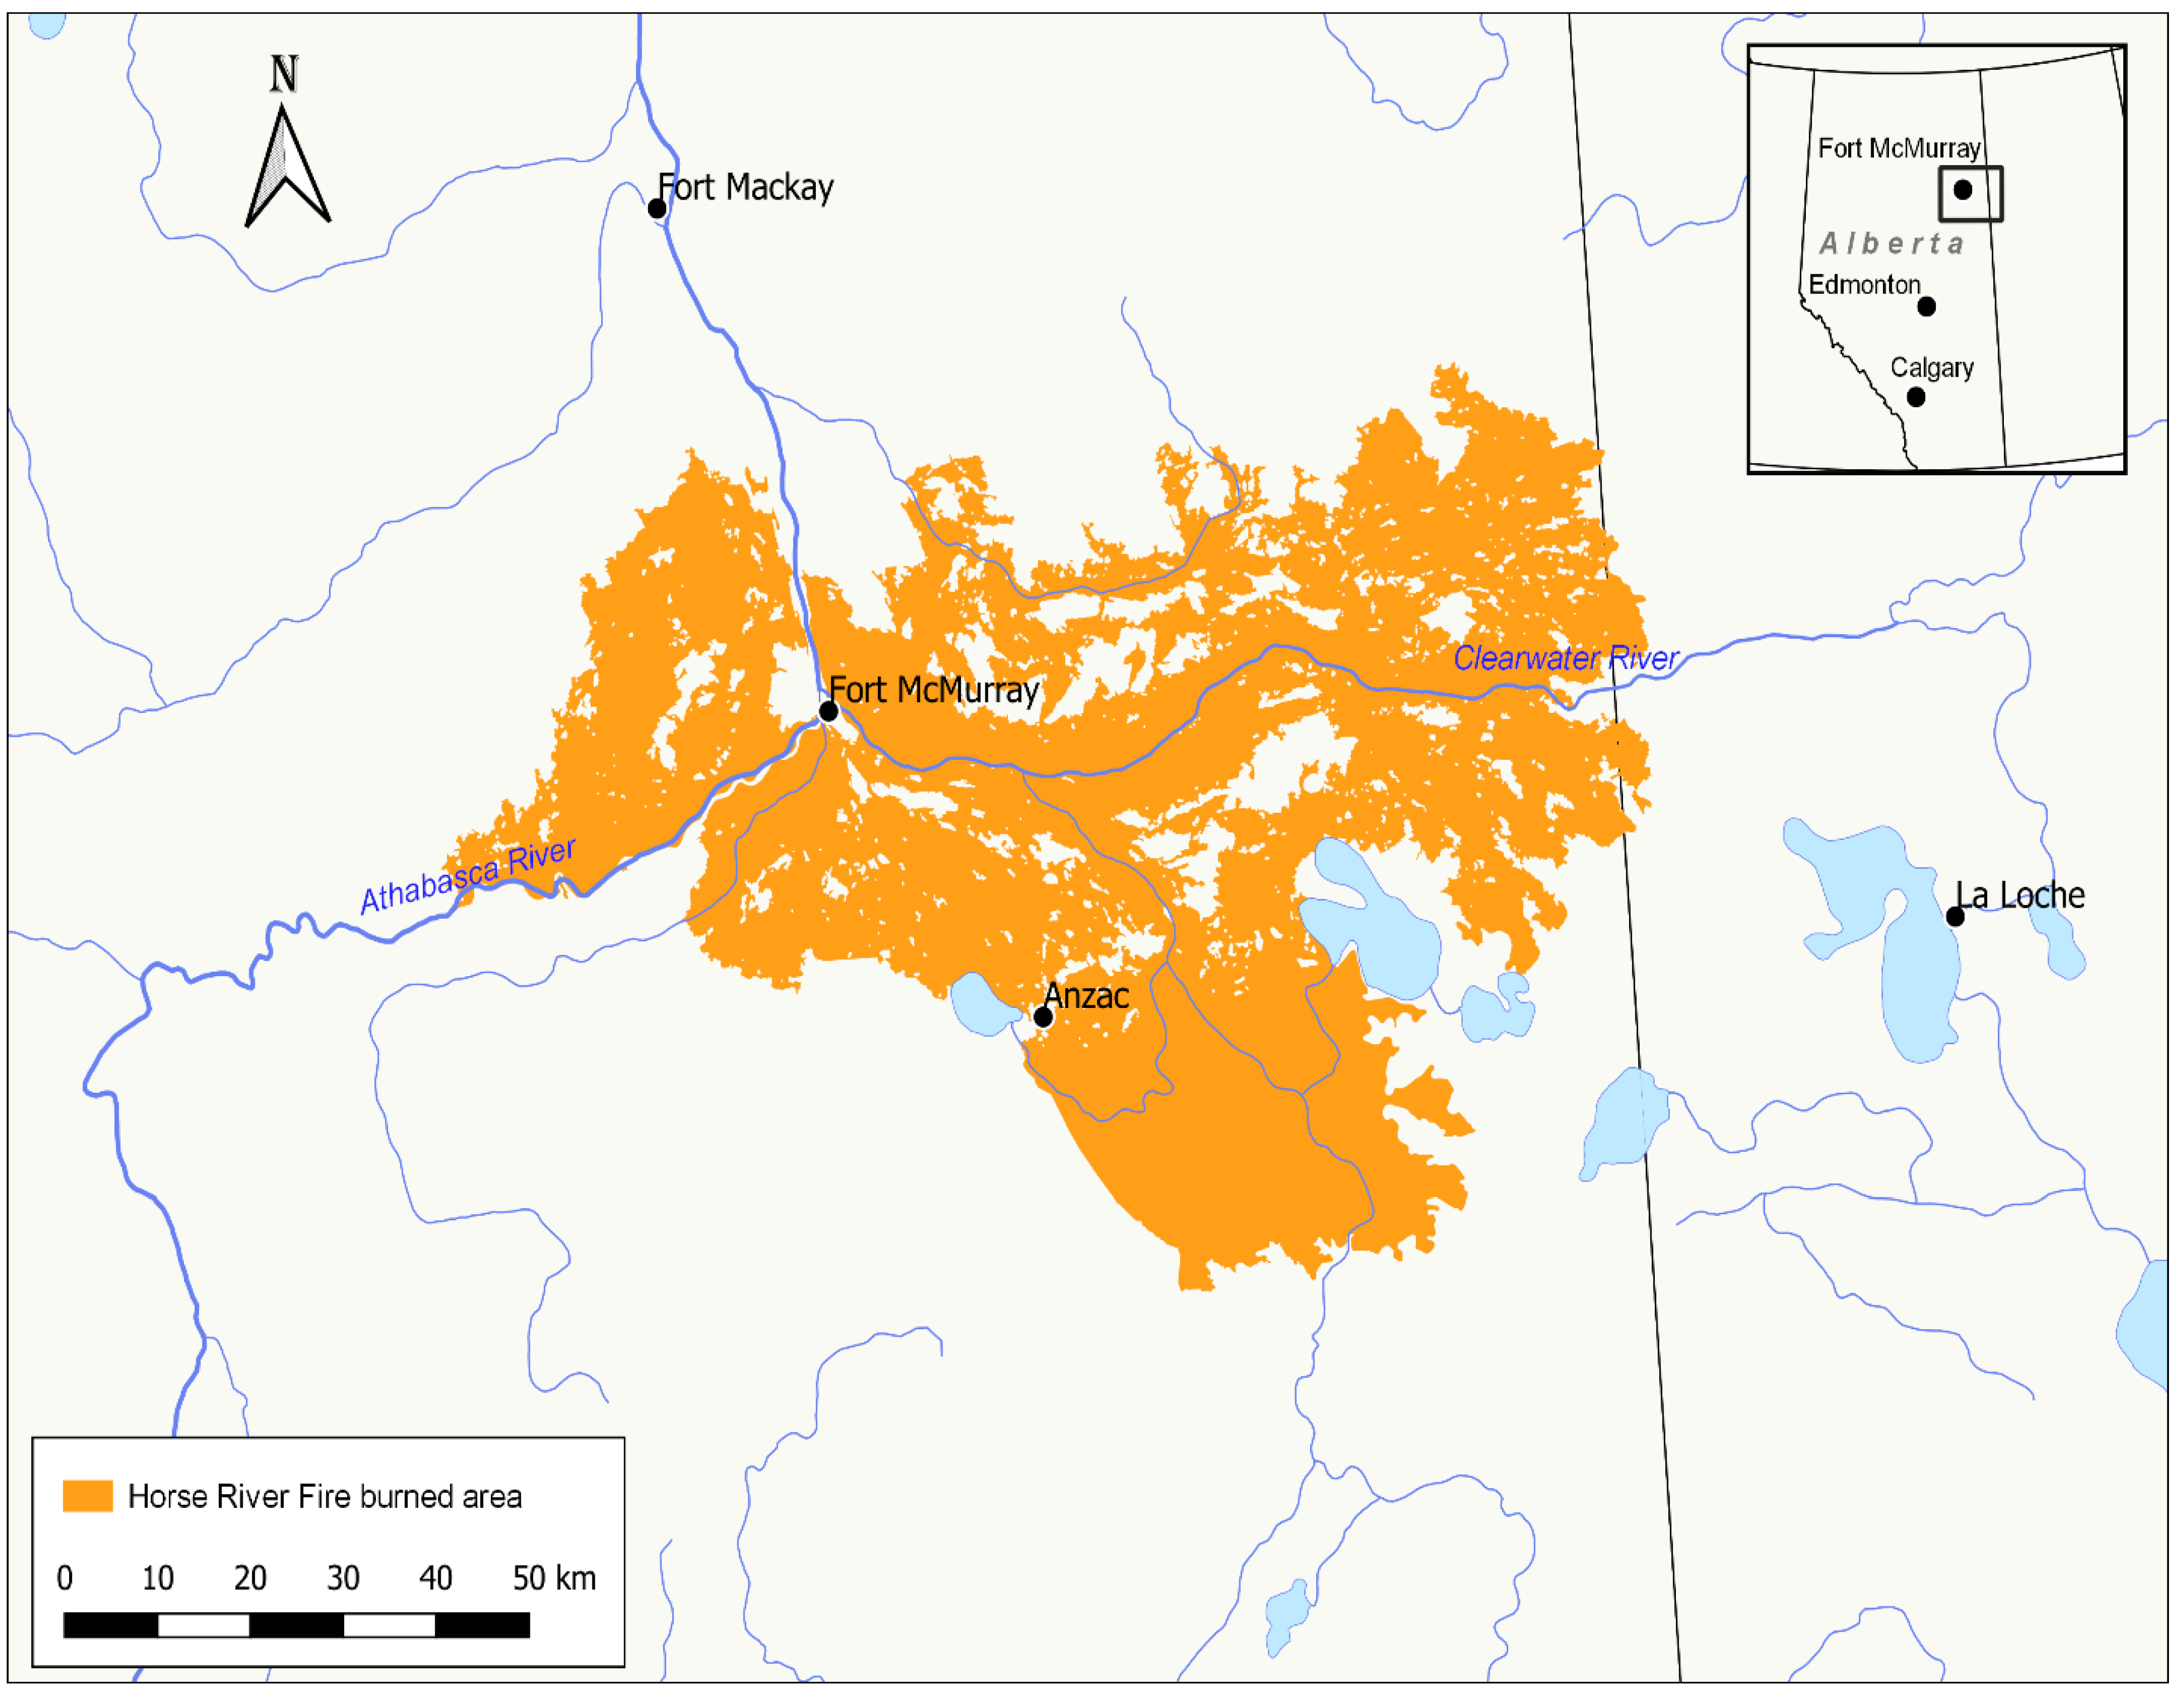 N
Fort Mackay
Fort McMurray
Alberta
Edmonton
Calgary
Clearwater River
Fort McMurray
Athabasca River
La Loche
Anzac
Horse River Fire burned area
0 10 20 30 40 50 km